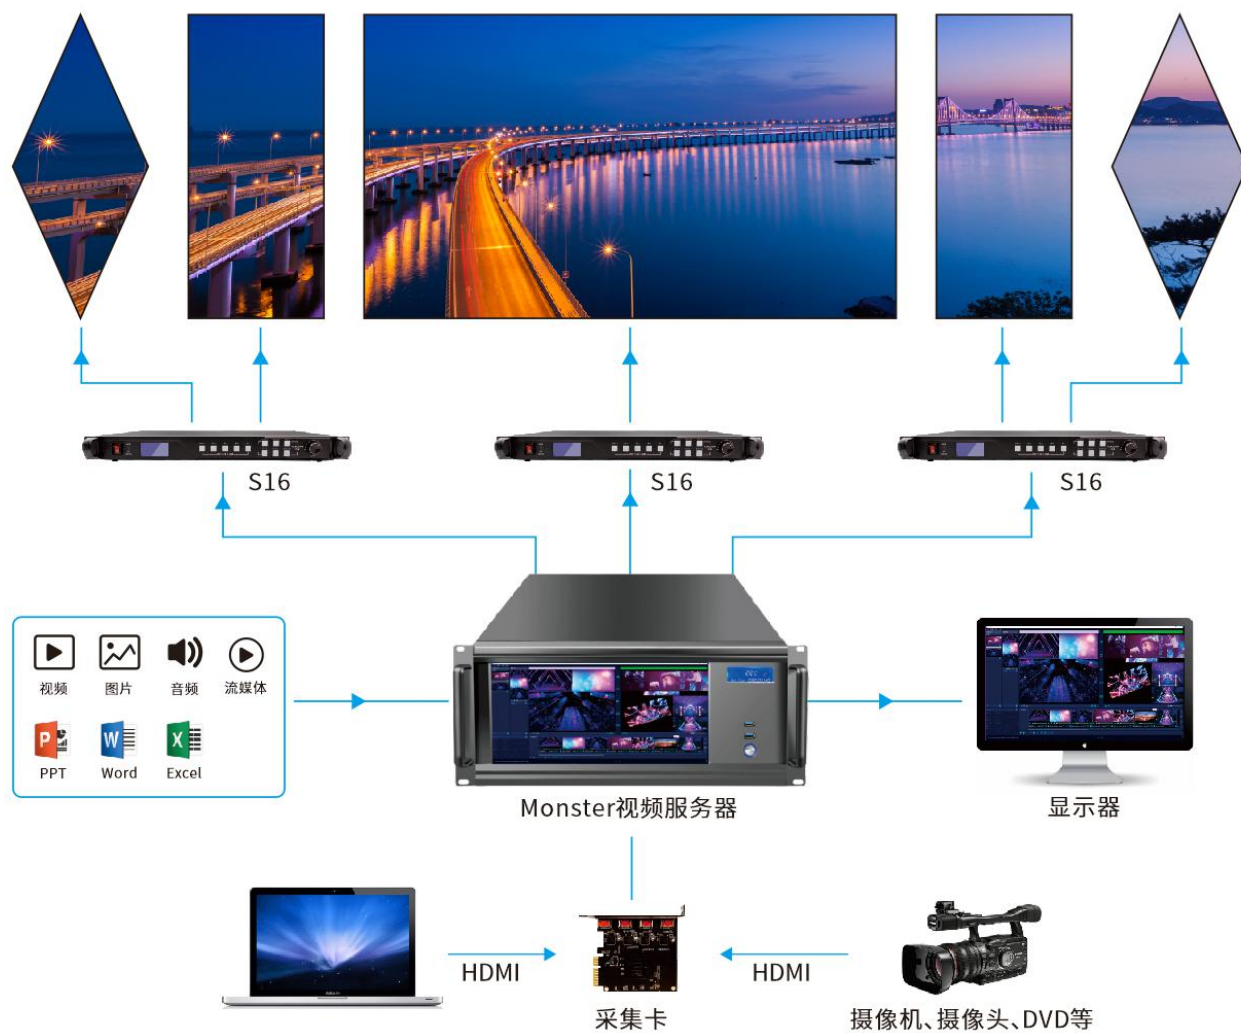 S16
S16
S16
视频
图片
音频
流媒体
PPT
Word
Excel
Monster视频服务器
显示器
HDMI
HDMI
采集卡
摄像机、摄像头、DVD等